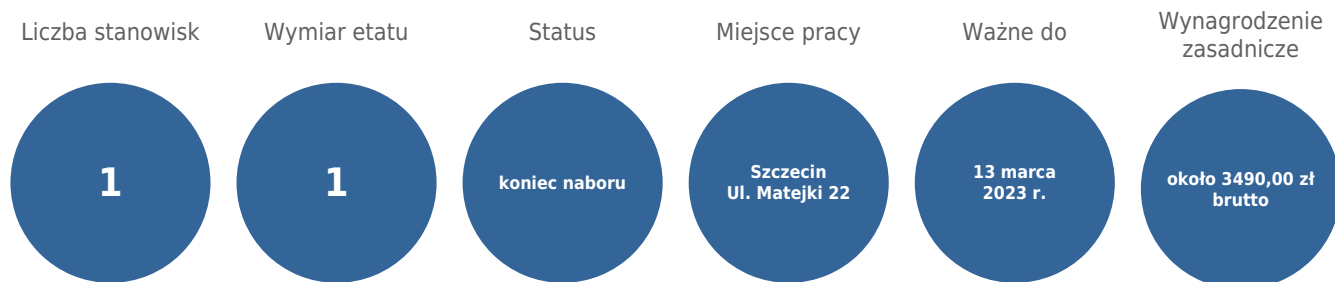 Liczba stanowisk
1
Wymiar etatu
1
Status
koniec naboru
Miejsce pracy
Szczecin
Ul. Matejki 22
Ważne do
13 marca
2023 r.
Wynagrodzenie
zasadnicze
około 3490,00 zł
brutto